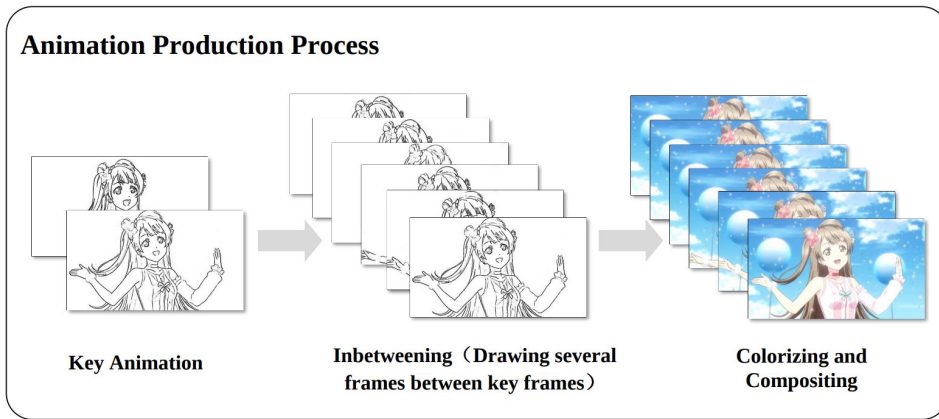 Animation Production Process
Key Animation
Inbetweening（Drawing several
frames between key frames）
Colorizing and
Compositing